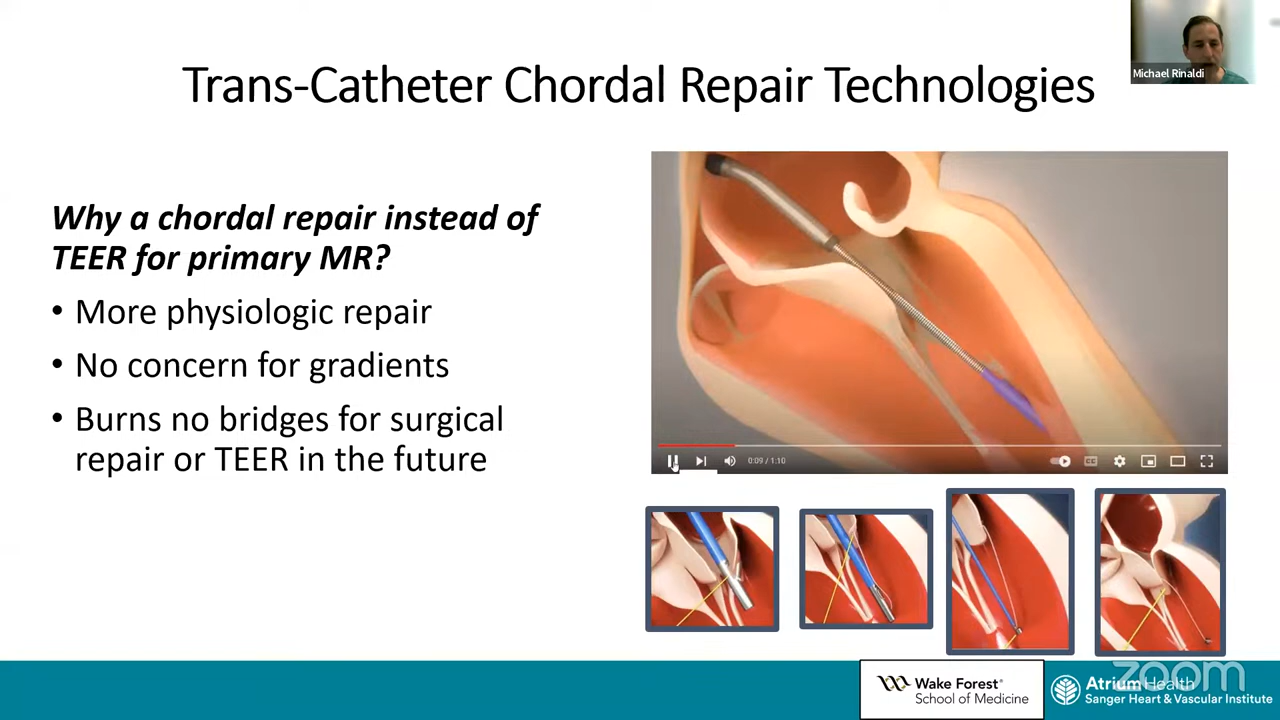 Michael Rinaldi
Trans-Catheter Chordal Repair Technologies
Why a chordal repair instead of
TEER for primary MR?
• More physiologic repair
• No concern for gradients
• Burns no bridges for surgical
repair or TEER in the future
0:09 / 1:10
CC
zoom
Wake Forest®
School of Medicine
Atrium Health
Sanger Heart & Vascular Institute